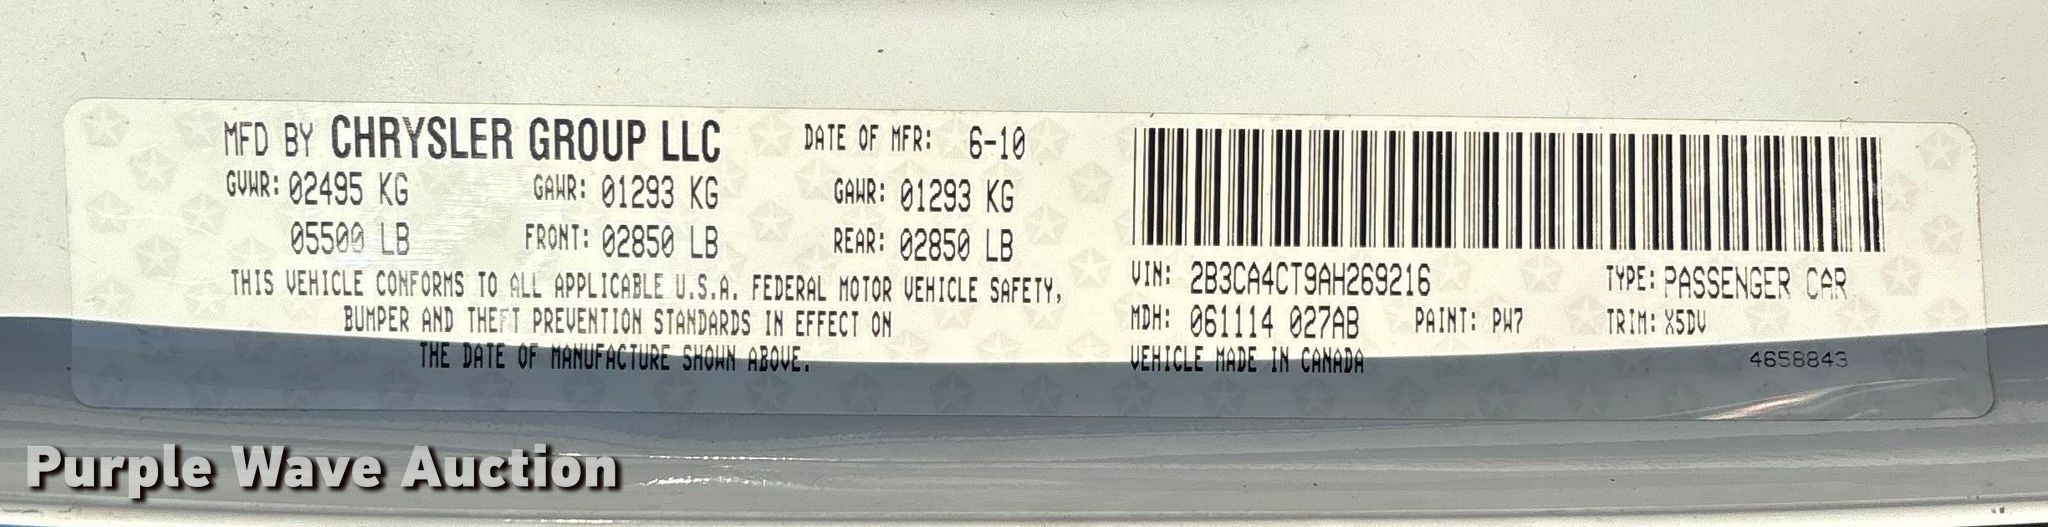 MFD BY CHRYSLER GROUP LLC DATE OF MFR: 6-10
GVWR: 02495 KG GAWR: 01293 KG GAWR: 01293 KG
05500 LB FRONT: 02850 LB REAR: 02850 LB
THIS VEHICLE CONFORMS TO ALL APPLICABLE U.S.A. FEDERAL MOTOR VEHICLE SAFETY,
BUMPER AND THEFT PREVENTION STANDARDS IN EFFECT ON
THE DATE OF MANUFACTURE SHOWN ABOVE.
VIN: 2B3CA4CT9AH269216 TYPE: PASSENGER CAR
MDH: 061114 027AB PAINT: PW7 TRIM: X5DV
VEHICLE MADE IN CANADA 4658843
Purple Wave Auction